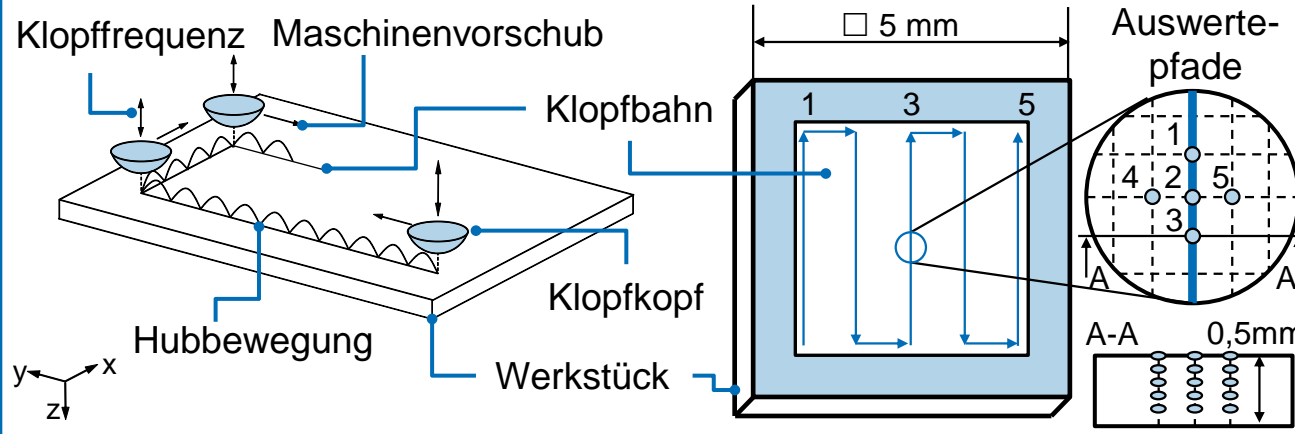 Klopffrequenz
Maschinenvorschub
Klopfbahn
Klopfkopf
Hubbewegung
Werkstück
y
x
z
□ 5 mm
1
3
5
Auswerte-
pfade
1
4
2
5
3
A
A
A-A
0,5mm